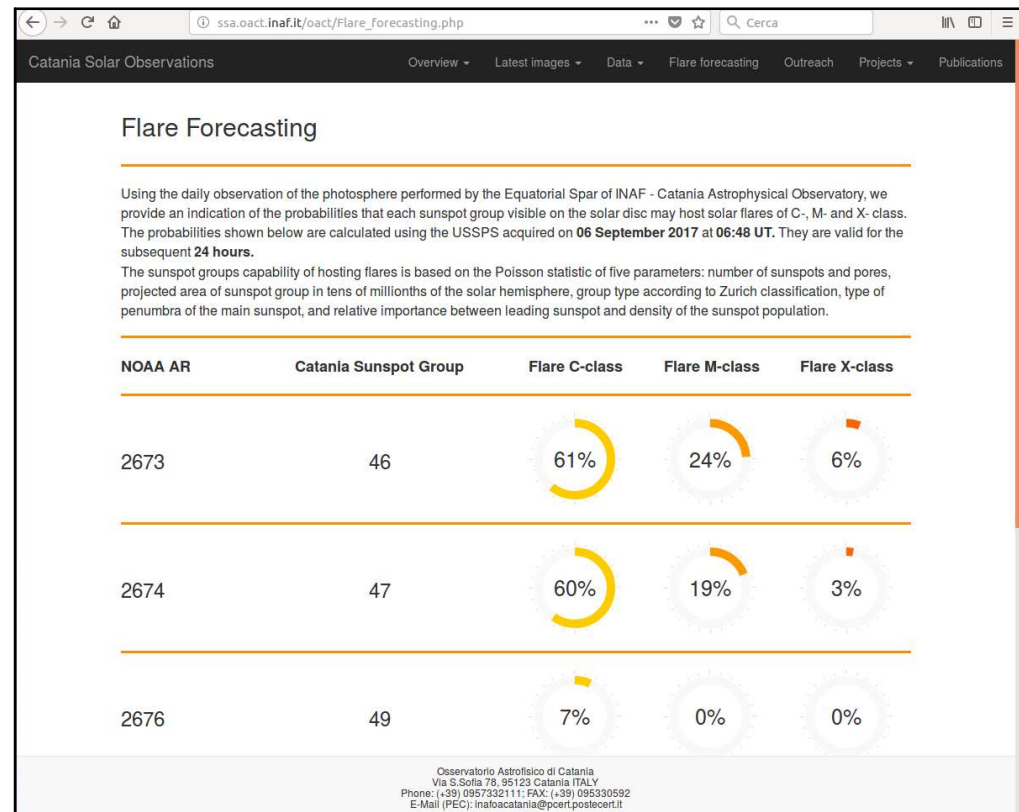 ssa.oact.inaf.it/oact/Flare_forecasting.php
Cerca
Catania Solar Observations
Overview
Latest images
Data
Flare forecasting
Outreach
Projects
Publications
Flare Forecasting
Using the daily observation of the photosphere performed by the Equatorial Spar of INAF - Catania Astrophysical Observatory, we
provide an indication of the probabilities that each sunspot group visible on the solar disc may host solar flares of C-, M- and X- class.
The probabilities shown below are calculated using the USSPS acquired on 06 September 2017 at 06:48 UT. They are valid for the
subsequent 24 hours.
The sunspot groups capability of hosting flares is based on the Poisson statistic of five parameters: number of sunspots and pores,
projected area of sunspot group in tens of millionths of the solar hemisphere, group type according to Zurich classification, type of
penumbra of the main sunspot, and relative importance between leading sunspot and density of the sunspot population.
NOAA AR Catania Sunspot Group Flare C-class Flare M-class Flare X-class
2673 46 61% 24% 6%
2674 47 60% 19% 3%
2676 49 7% 0% 0%
Osservatorio Astrofisico di Catania
Via S.Sofia 78, 95123 Catania ITALY
Phone: (+39) 0957332111; FAX: (+39) 095330592
E-Mail (PEC): inafoacatania@pcert.postecert.it